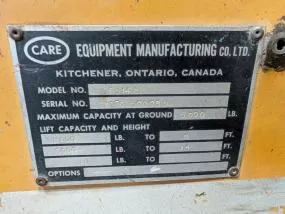 CARE EQUIPMENT MANUFACTURING CO. LTD.
KITCHENER, ONTARIO, CANADA
MODEL NO.
SERIAL NO.
MAXIMUM CAPACITY AT GROUND LB.
LIFT CAPACITY AND HEIGHT
LB. TO FT.
LB. TO 14 FT.
LB. TO FT.
OPTIONS